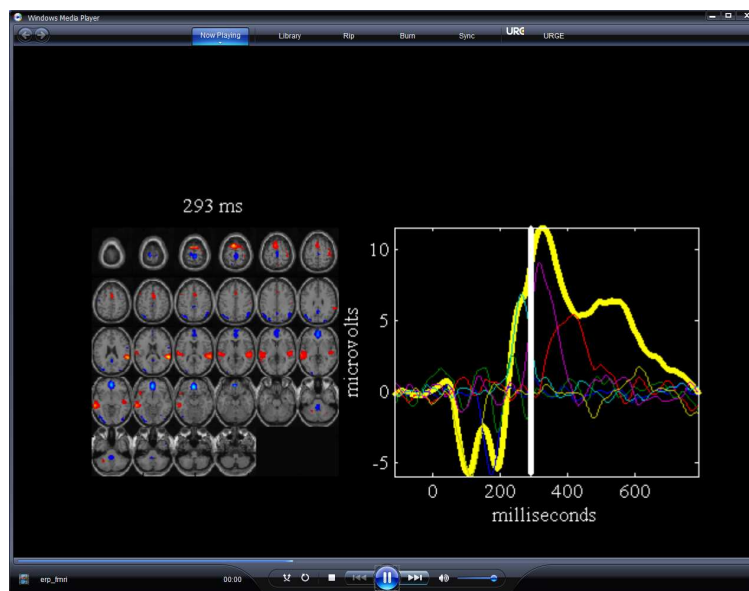 Windows Media Player
Now Playing Library Rip Burn Sync URG URGE
293 ms
10
5
0
-5
microvolts
0 200 400 600
milliseconds
erp_fmri 00:00